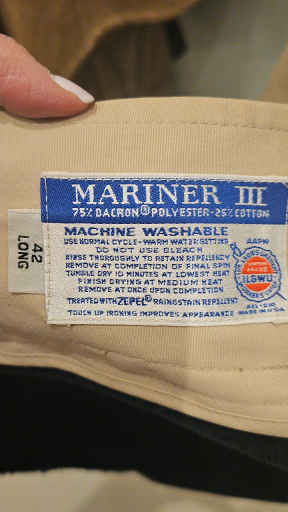 MARINER III
75% DACRON® POLYESTER-25% COTTON
MACHINE WASHABLE
USE NORMAL CYCLE-WARM WATER SETTING
DO NOT USE BLEACH
RINSE THOROUGHLY TO RETAIN REPELLENCY
REMOVE AT COMPLETION OF FINAL SPIN
TUMBLE DRY 10 MINUTES AT LOWEST HEAT
FINISH DRYING AT MEDIUM HEAT
REMOVE AT ONCE UPON COMPLETION
TREATED WITH ZEPEL® RAIN STAIN REPELLENT
TOUCH UP IRONING IMPROVES APPEARANCE
ILGWU
MADE IN U.S.A.
42
LONG